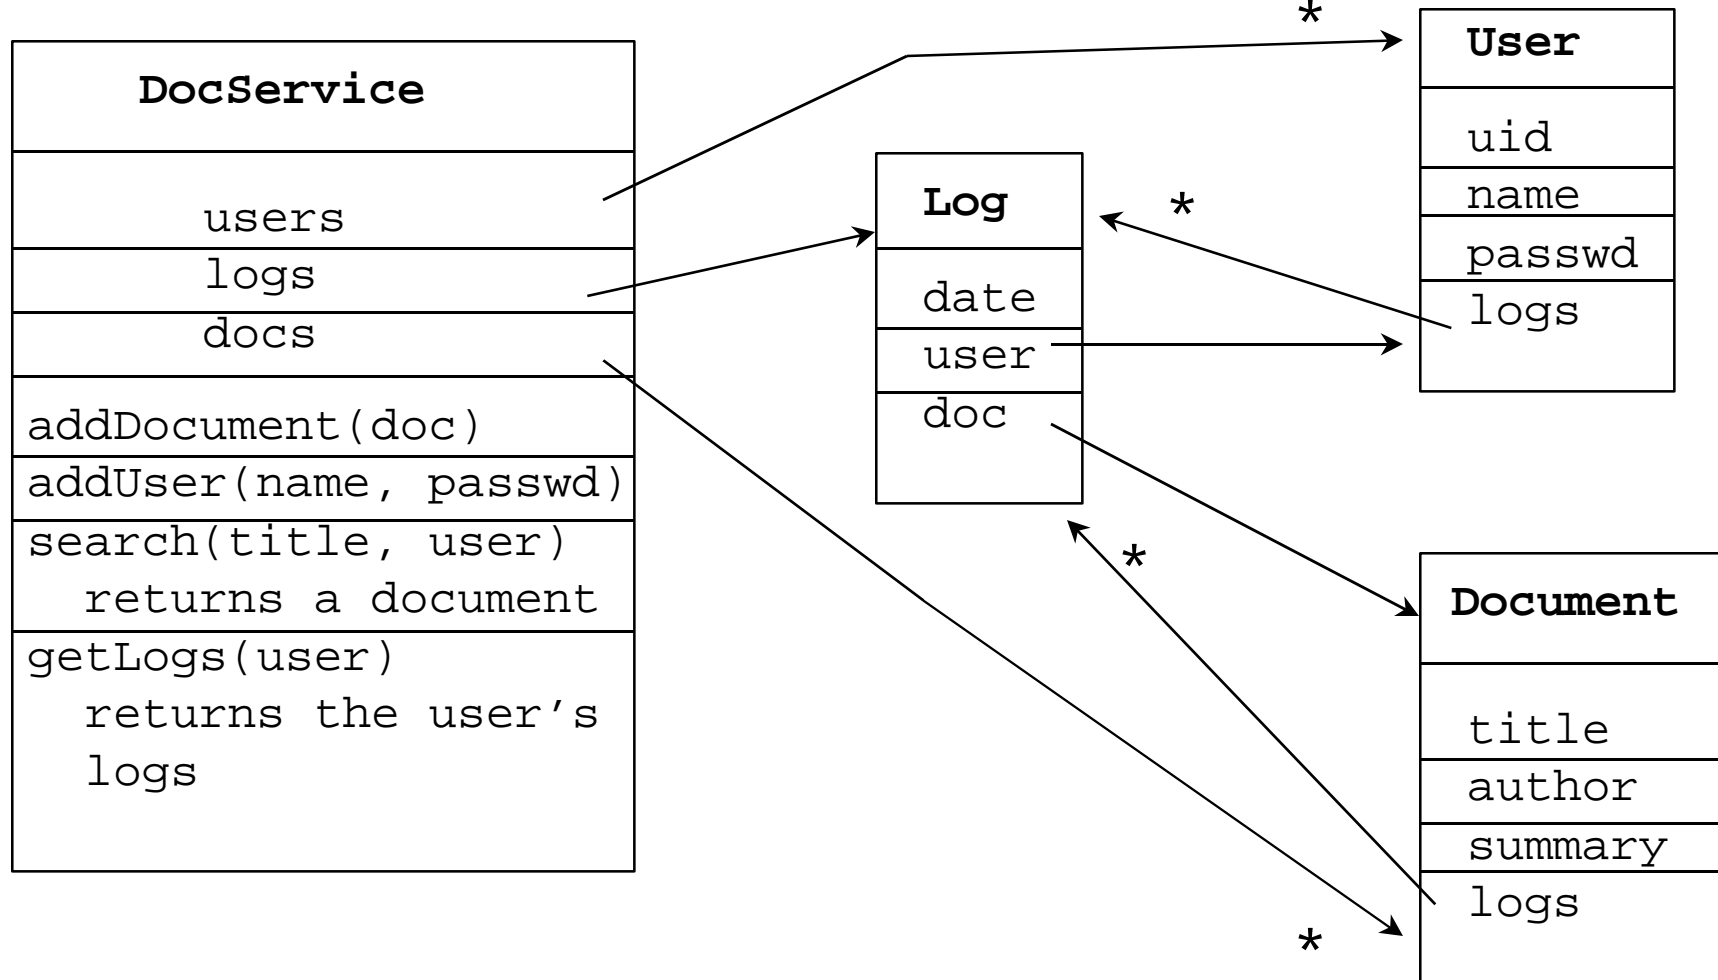 DocService
users
logs
docs
addDocument(doc)
addUser(name, passwd)
search(title, user)
returns a document
getLogs(user)
returns the user’s
logs
*
Log
date
user
doc
*
*
*
User
uid
name
passwd
logs
Document
title
author
summary
logs